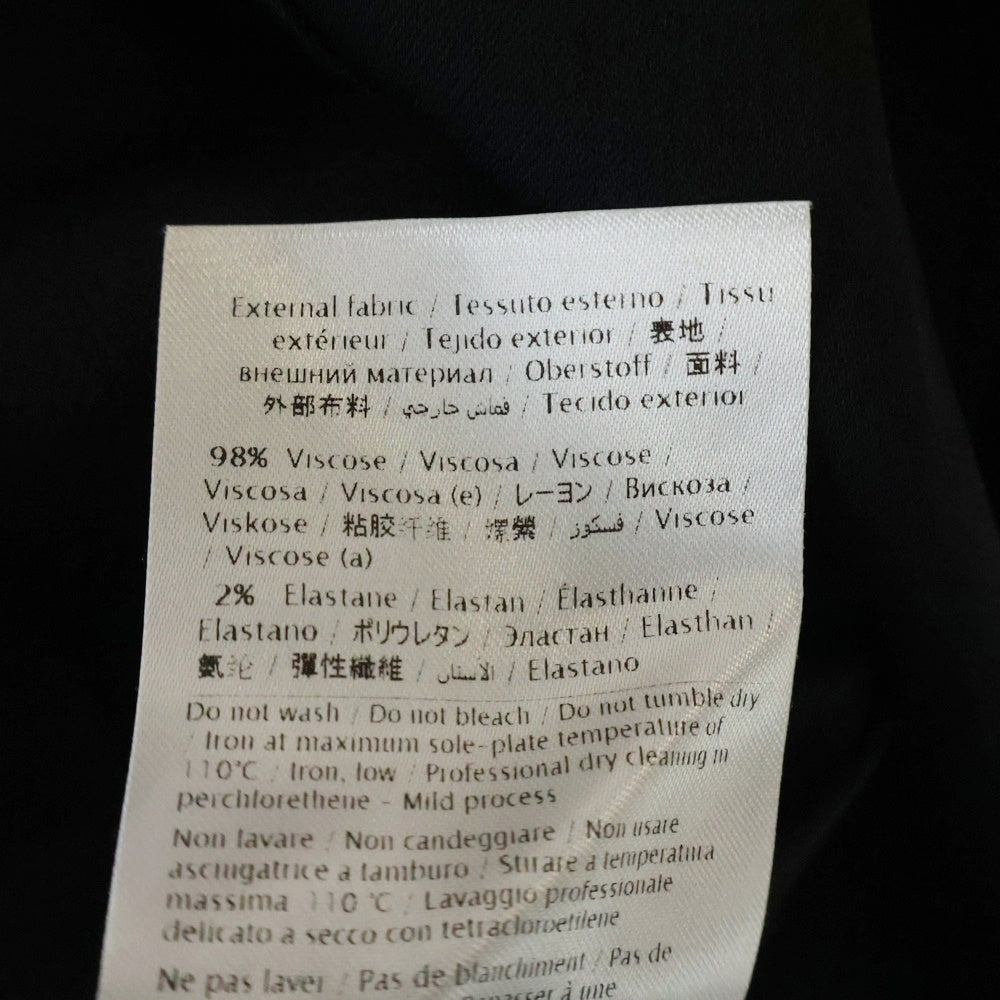 External fabric / Tessuto esterno / Tissu
extérieur / Tejido exterior / 表地 /
внешний материал / Oberstoff / 面料 /
外部布料 / قماش خارجي / Tecido exterior
98% Viscose / Viscosa / Viscose /
Viscosa / Viscosa (e) / レーヨン / Вискоза /
Viskose / 粘胶纤维 / 嫘縈 / فسكوز / Viscose
/ Viscose (a)
2% Elastane / Elastan / Élasthanne /
Elastano / ポリウレタン / Эластан / Elasthan /
氨纶 / 彈性纖維 / الاستان / Elastano
Do not wash / Do not bleach / Do not tumble dry
/ Iron at maximum sole-plate temperature of
110°C / Iron, low / Professional dry cleaning in
perchlorethene - Mild process
Non lavare / Non candeggiare / Non usare
asciugatrice a tamburo / Stirare a temperatura
massima 110 °C / Lavaggio professionale
delicato a secco con tetracloroetilene
Ne pas laver / Pas de blanchiment / Pas de
Repasser à une